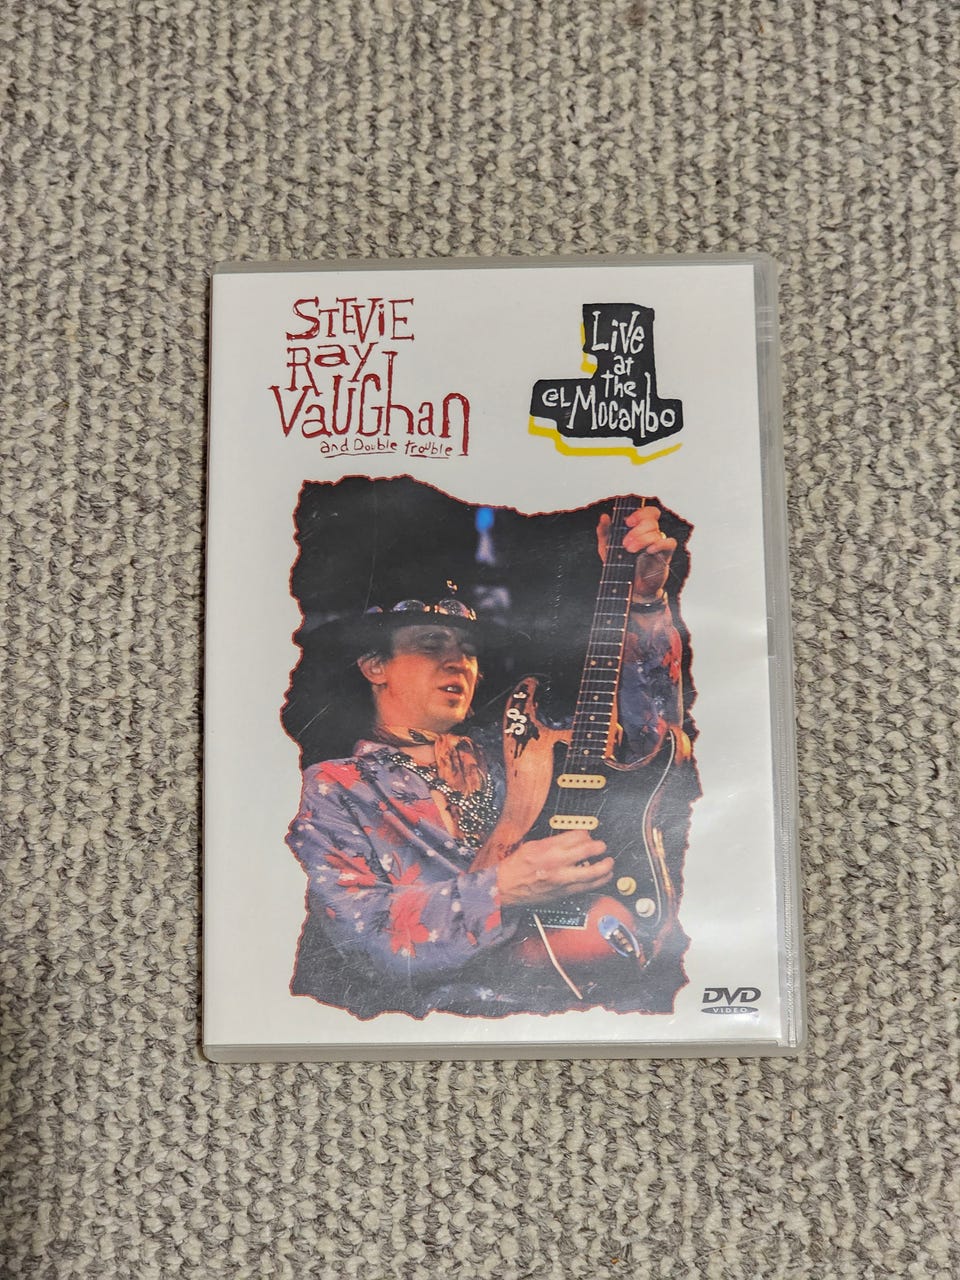 STEVIE
RAY
VAUGhan
and Double trouble
Live
at
the
eL Mocambo
DVD
VIDEO